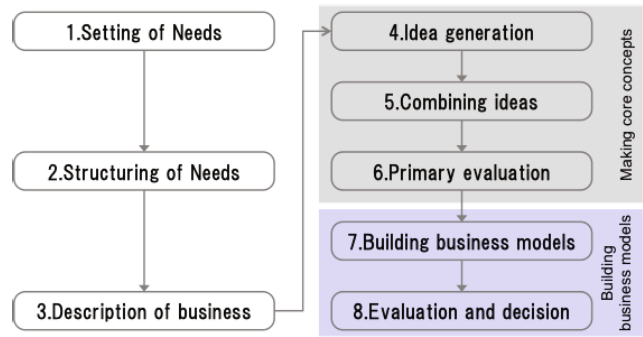 1.Setting of Needs
2.Structuring of Needs
3.Description of business
4.Idea generation
5.Combining ideas
6.Primary evaluation
Making core concepts
7.Building business models
8.Evaluation and decision
Building
business models